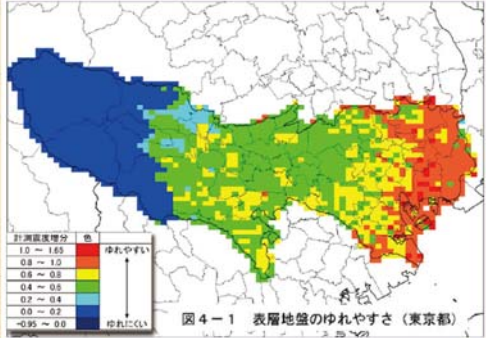 計測震度増分 色
1.0 ～ 1.65 ゆれやすい
0.8 ～ 1.0
0.6 ～ 0.8
0.4 ～ 0.6
0.2 ～ 0.4
0.0 ～ 0.2
-0.95 ～ 0.0 ゆれにくい
図4－1 表層地盤のゆれやすさ（東京都）